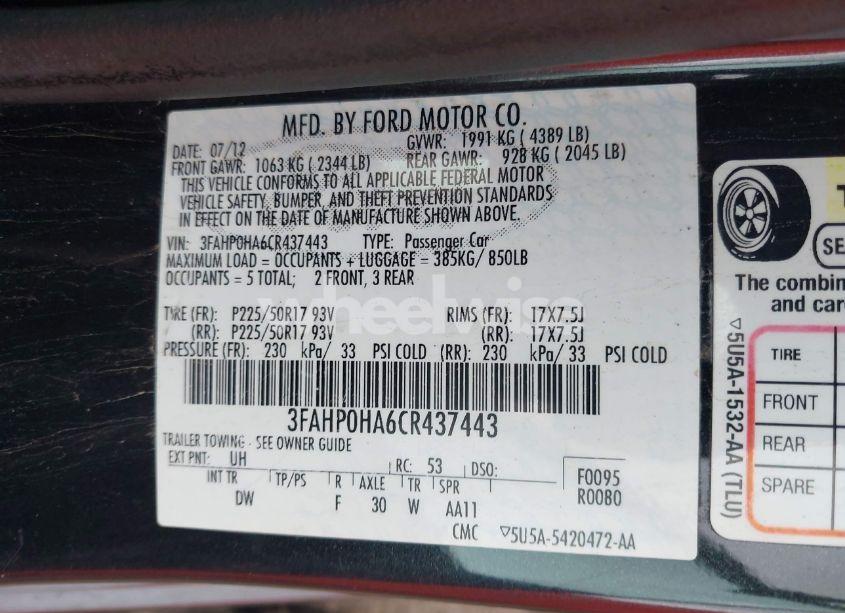 MFD. BY FORD MOTOR CO.
DATE: 07/12 GVWR: 1991 KG ( 4389 LB)
FRONT GAWR: 1063 KG ( 2344 LB) REAR GAWR: 928 KG ( 2045 LB)
THIS VEHICLE CONFORMS TO ALL APPLICABLE FEDERAL MOTOR
VEHICLE SAFETY, BUMPER, AND THEFT PREVENTION STANDARDS
IN EFFECT ON THE DATE OF MANUFACTURE SHOWN ABOVE.
VIN: 3FAHP0HA6CR437443 TYPE: Passenger Car
MAXIMUM LOAD = OCCUPANTS + LUGGAGE = 385KG/ 850LB
OCCUPANTS = 5 TOTAL; 2 FRONT, 3 REAR
wheelwise
TIRE (FR): P225/50R17 93V RIMS (FR): 17X7.5J
(RR): P225/50R17 93V (RR): 17X7.5J
PRESSURE (FR): 230 kPa/ 33 PSI COLD (RR): 230 kPa/ 33 PSI COLD
3FAHP0HA6CR437443
TRAILER TOWING - SEE OWNER GUIDE
EXT PNT: UH RC: 53 DSO: F0095
INT TR TP/PS R AXLE TR SPR R0080
DW F 30 W AA11
CMC ▽5U5A-5420472-AA
T
SE
The combin
and car
▽5U5A-1532-AA (TLU)
TIRE
FRONT
REAR
SPARE